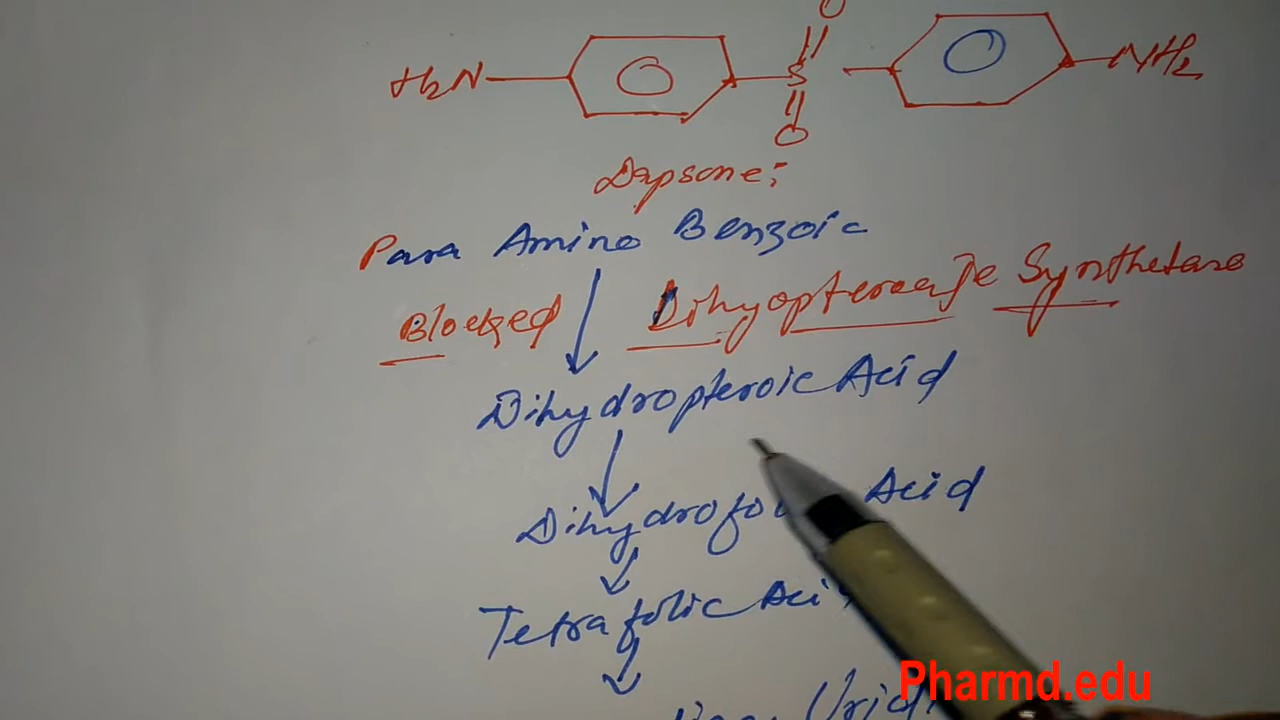 O
H₂N S NH₂
O
Dapsone:
Para Amino Benzoic
Blocked Dihyopteroate Synthetase
Dihydropteroic Acid
Dihydrofo Acid
Tetrafolic Aci
Pharmd.edu